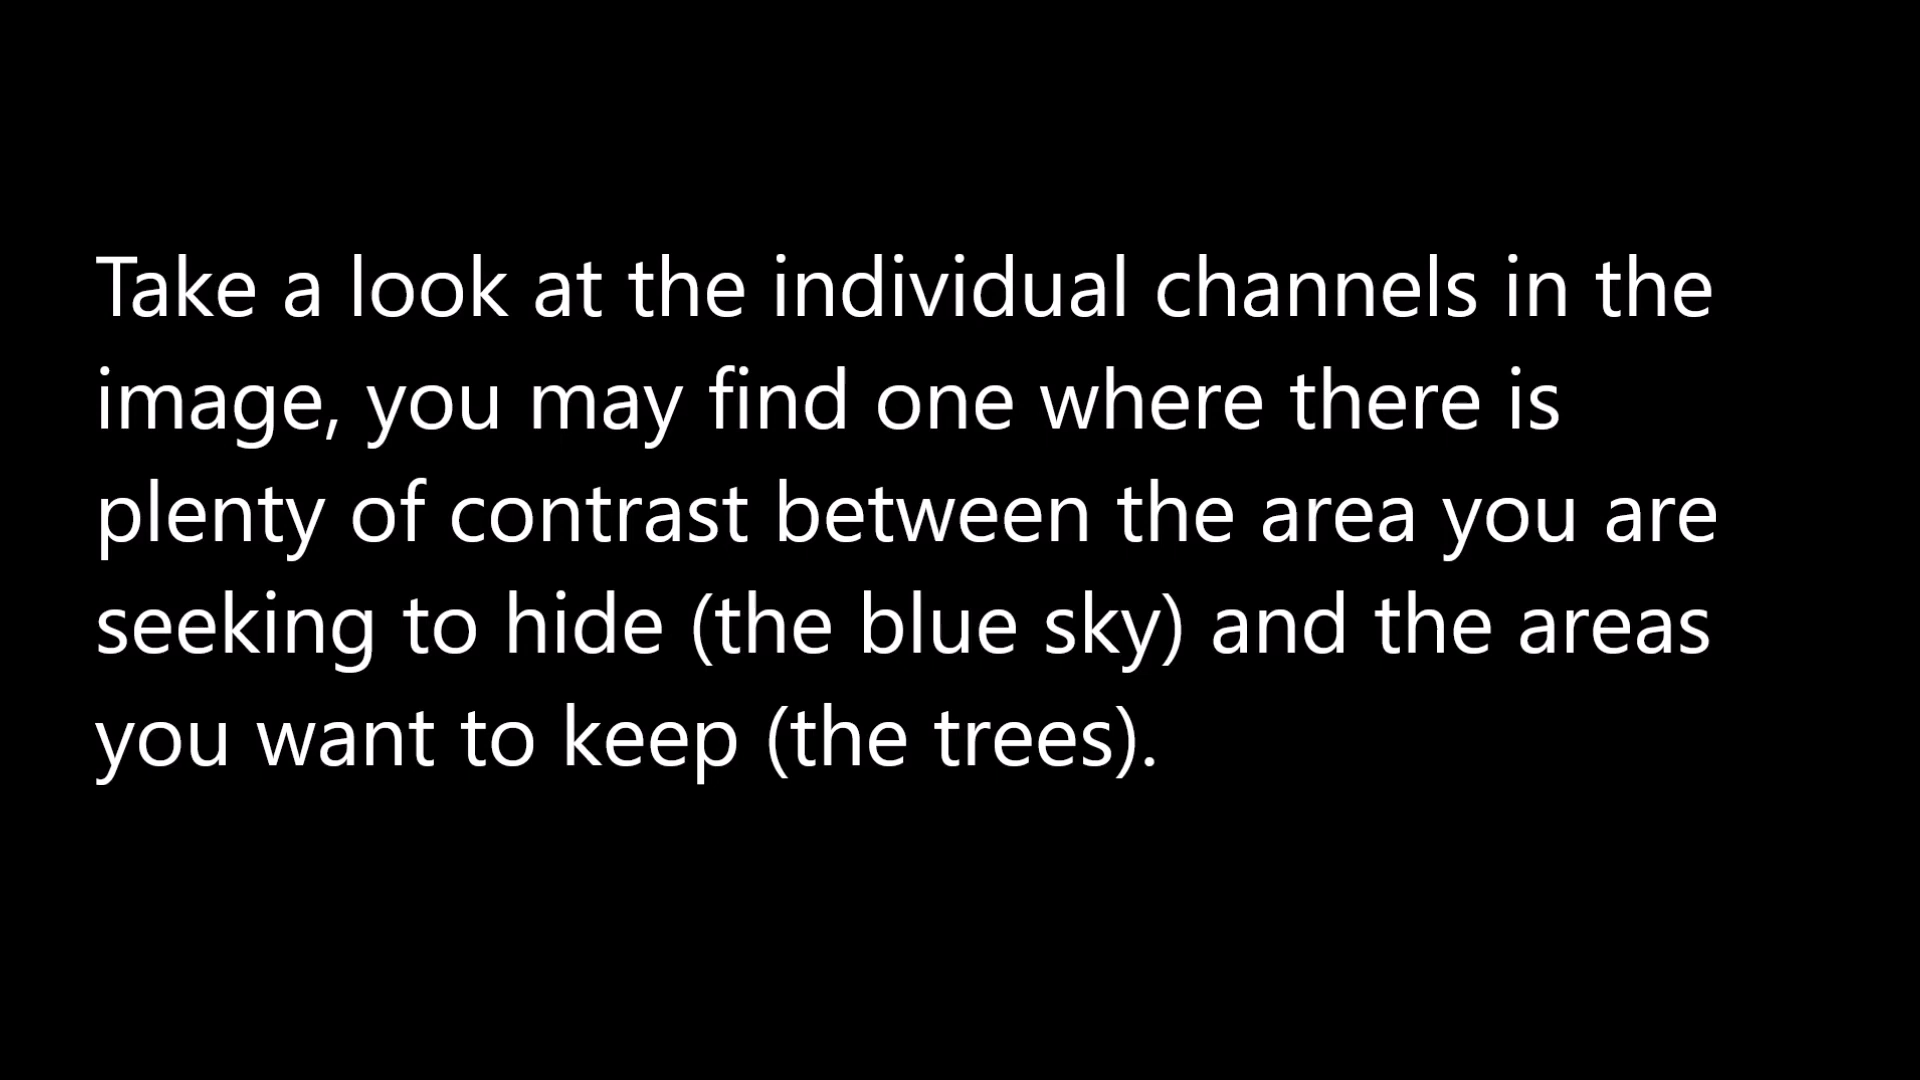 Take a look at the individual channels in the
image, you may find one where there is
plenty of contrast between the area you are
seeking to hide (the blue sky) and the areas
you want to keep (the trees).